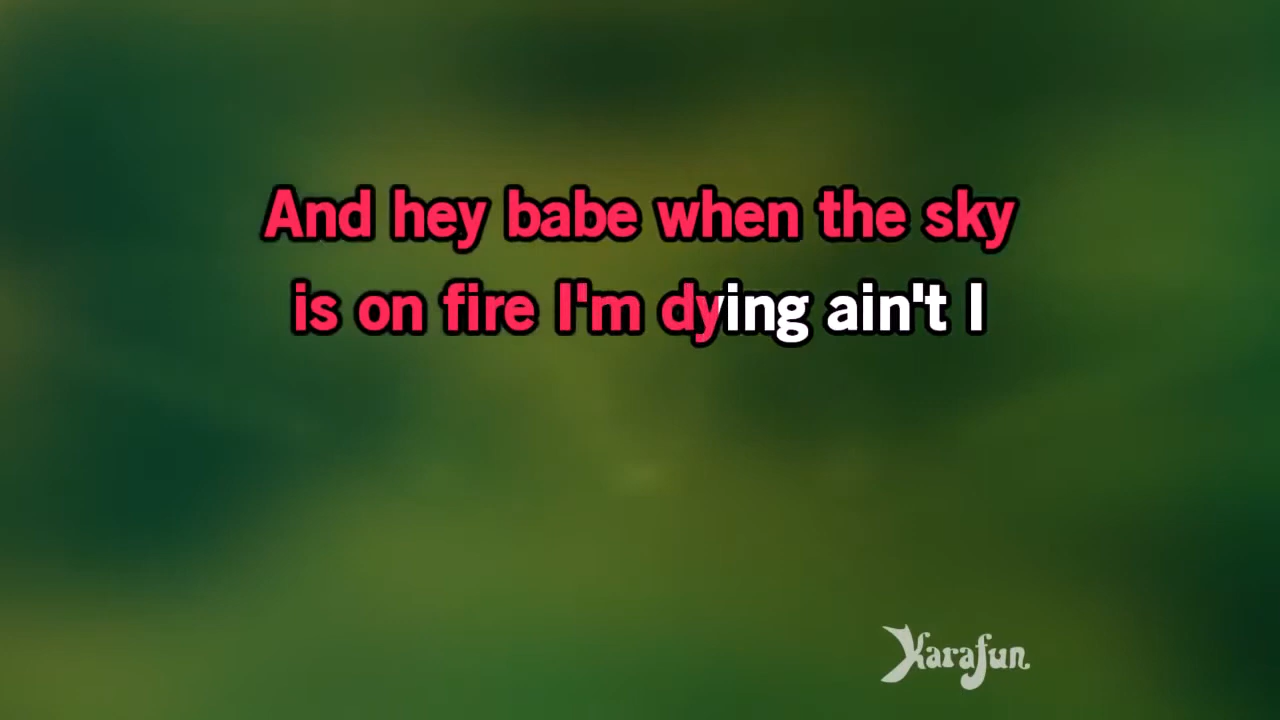 And hey babe when the sky
is on fire I'm dying ain't I
Karafun